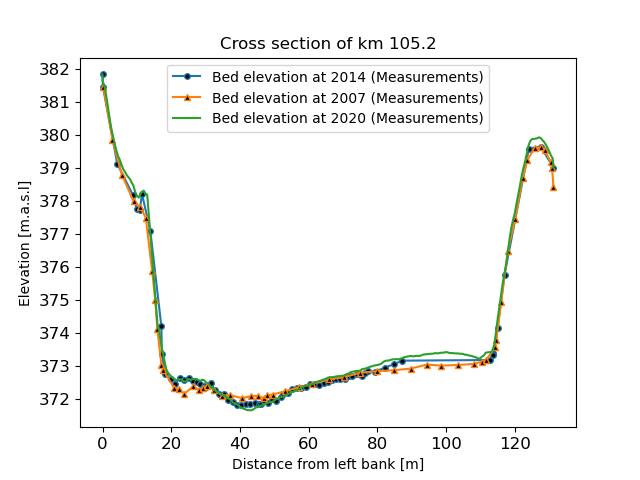 Cross section of km 105.2
Bed elevation at 2014 (Measurements)
Bed elevation at 2007 (Measurements)
Bed elevation at 2020 (Measurements)
Elevation [m.a.s.l]
382
381
380
379
378
377
376
375
374
373
372
0 20 40 60 80 100 120
Distance from left bank [m]